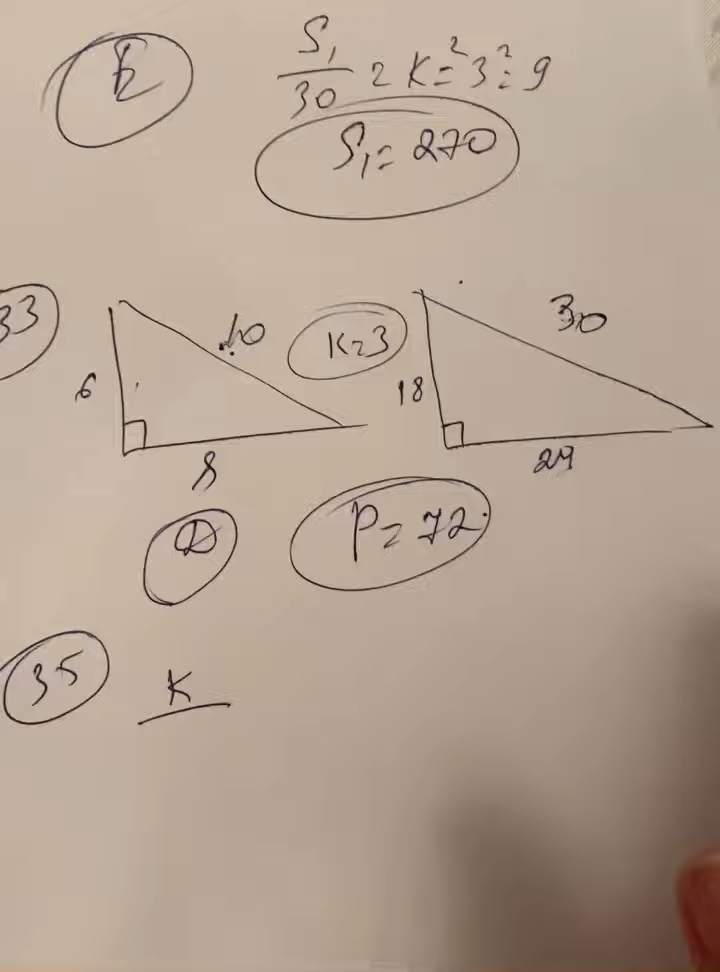 E
S₁/30 = K² = 3² = 9
S₁ = 270
33
6 10 8
K=3
18 30 24
D
P=72
35 K